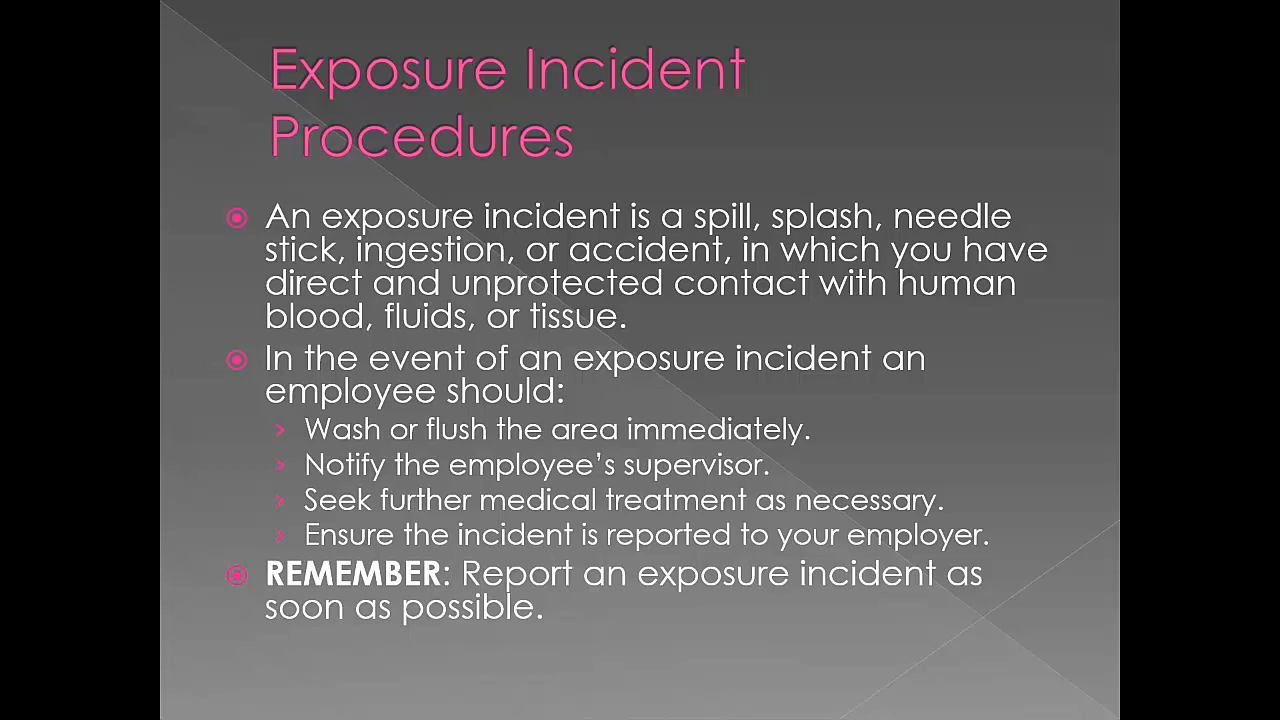 Exposure Incident
Procedures
An exposure incident is a spill, splash, needle
stick, ingestion, or accident, in which you have
direct and unprotected contact with human
blood, fluids, or tissue.
In the event of an exposure incident an
employee should:
Wash or flush the area immediately.
Notify the employee’s supervisor.
Seek further medical treatment as necessary.
Ensure the incident is reported to your employer.
REMEMBER: Report an exposure incident as
soon as possible.